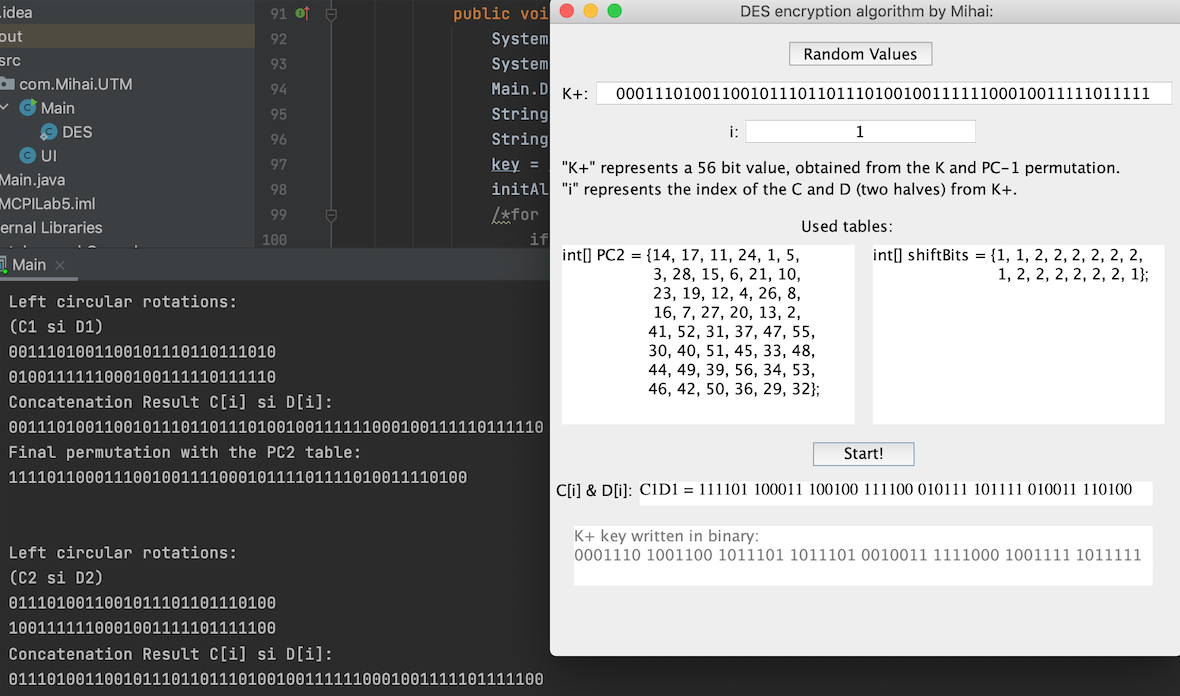 .idea
out
src
com.Mihai.UTM
Main
DES
UI
Main.java
MCPILab5.iml
ernal Libraries
91 public voi
92 System
93 System
94 Main.D
95 String
96 String
97 key =
98 initAl
99 /*for
100 if
Main
Left circular rotations:
(C1 si D1)
0011101001100101110110111010
0100111111000100111110111110
Concatenation Result C[i] si D[i]:
00111010011001011101101110100100111111000100111110111110
Final permutation with the PC2 table:
111101100011100100111100010111101111010011110100
Left circular rotations:
(C2 si D2)
0111010011001011101101110100
1001111110001001111101111100
Concatenation Result C[i] si D[i]:
01110100110010111011011101001001111110001001111101111100
DES encryption algorithm by Mihai:
Random Values
K+: 00011101001100101110110111010010011111100010011111011111
i: 1
"K+" represents a 56 bit value, obtained from the K and PC-1 permutation.
"i" represents the index of the C and D (two halves) from K+.
Used tables:
int[] PC2 = {14, 17, 11, 24, 1, 5,
3, 28, 15, 6, 21, 10,
23, 19, 12, 4, 26, 8,
16, 7, 27, 20, 13, 2,
41, 52, 31, 37, 47, 55,
30, 40, 51, 45, 33, 48,
44, 49, 39, 56, 34, 53,
46, 42, 50, 36, 29, 32};
int[] shiftBits = {1, 1, 2, 2, 2, 2, 2, 2,
1, 2, 2, 2, 2, 2, 2, 1};
Start!
C[i] & D[i]: C1D1 = 111101 100011 100100 111100 010111 101111 010011 110100
K+ key written in binary:
0001110 1001100 1011101 1011101 0010011 1111000 1001111 1011111